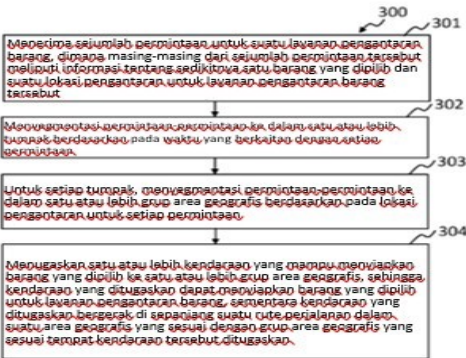 300
301
Menerima sejumlah permintaan untuk suatu layanan pengantaran
barang, dimana masing-masing dari sejumlah permintaan tersebut
meliputi informasi tentang sedikitnya satu barang yang dipilih dan
suatu lokasi pengantaran untuk layanan pengantaran barang
tersebut
302
Menyegmentasi permintaan-permintaan ke dalam satu atau lebih
tumpak berdasarkan pada waktu yang berkaitan dengan setiap
permintaan
303
Untuk setiap tumpak, menyegmentasi permintaan-permintaan ke
dalam satu atau lebih grup area geografis berdasarkan pada lokasi
pengantaran untuk setiap permintaan
304
Menugaskan satu atau lebih kendaraan yang mampu menyiapkan
barang yang dipilih ke satu atau lebih grup area geografis, sehingga
kendaraan yang ditugaskan dapat menyiapkan barang yang dipilih
untuk layanan pengantaran barang, sementara kendaraan yang
ditugaskan bergerak di sepanjang suatu rute perjalanan dalam
suatu area geografis yang sesuai dengan grup area geografis yang
sesuai tempat kendaraan tersebut ditugaskan